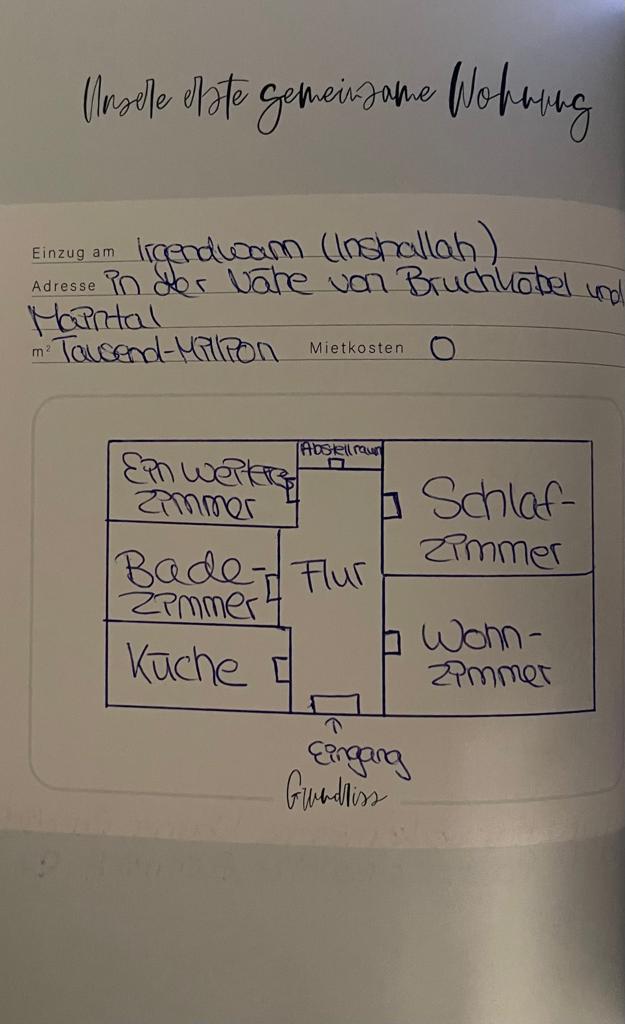 Unsere erste gemeinsame Wohnung
Einzug am Irgendwann (Inshallah)
Adresse in der Nähe von Bruchköbel und
Maintal
m² Tausend-Million Mietkosten 0
Abstellraum
Ein weiteres
zimmer
Schlaf-
zimmer
Bade-
zimmer
Flur
Küche
Wohn-
zimmer
Eingang
Grundriss